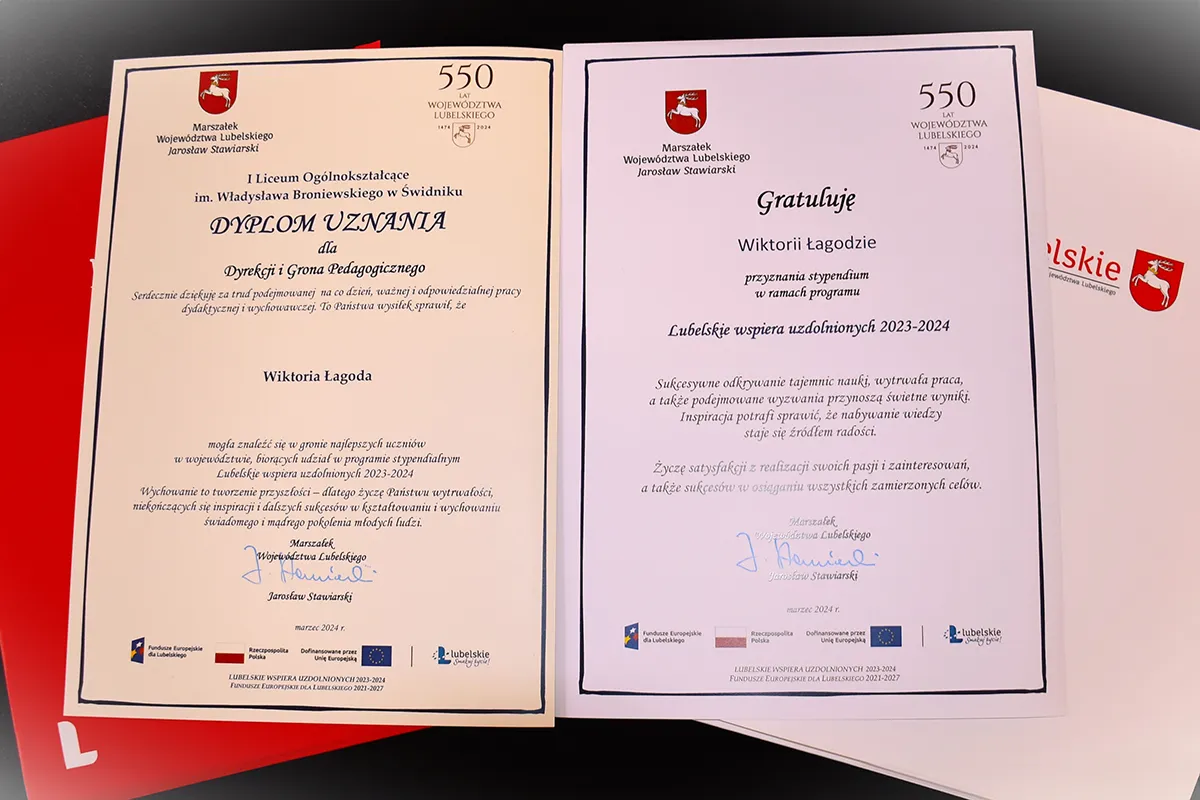 Marszałek
Województwa Lubelskiego
Jarosław Stawiarski
550
LAT
WOJEWÓDZTWA
LUBELSKIEGO
1474 2024
I Liceum Ogólnokształcące
im. Władysława Broniewskiego w Świdniku
DYPLOM UZNANIA
dla
Dyrekcji i Grona Pedagogicznego
Serdecznie dziękuję za trud podejmowanej na co dzień, ważnej i odpowiedzialnej pracy
dydaktycznej i wychowawczej. To Państwa wysiłek sprawił, że
Wiktoria Łagoda
mogła znaleźć się w gronie najlepszych uczniów
w województwie, biorących udział w programie stypendialnym
Lubelskie wspiera uzdolnionych 2023-2024
Wychowanie to tworzenie przyszłości – dlatego życzę Państwu wytrwałości,
niekończących się inspiracji i dalszych sukcesów w kształtowaniu i wychowaniu
świadomego i mądrego pokolenia młodych ludzi.
Marszałek
Województwa Lubelskiego
Jarosław Stawiarski
marzec 2024 r.
Fundusze Europejskie
dla Lubelskiego
Rzeczpospolita
Polska
Dofinansowane przez
Unię Europejską
lubelskie
Smakuj życie!
LUBELSKIE WSPIERA UZDOLNIONYCH 2023-2024
FUNDUSZE EUROPEJSKIE DLA LUBELSKIEGO 2021-2027
Marszałek
Województwa Lubelskiego
Jarosław Stawiarski
550
LAT
WOJEWÓDZTWA
LUBELSKIEGO
1474 2024
Gratuluję
Wiktorii Łagodzie
przyznania stypendium
w ramach programu
Lubelskie wspiera uzdolnionych 2023-2024
Sukcesywne odkrywanie tajemnic nauki, wytrwała praca,
a także podejmowane wyzwania przynoszą świetne wyniki.
Inspiracja potrafi sprawić, że nabywanie wiedzy
staje się źródłem radości.
Życzę satysfakcji z realizacji swoich pasji i zainteresowań,
a także sukcesów w osiąganiu wszystkich zamierzonych celów.
Marszałek
Województwa Lubelskiego
Jarosław Stawiarski
marzec 2024 r.
Fundusze Europejskie
dla Lubelskiego
Rzeczpospolita
Polska
Dofinansowane przez
Unię Europejską
lubelskie
Smakuj życie!
LUBELSKIE WSPIERA UZDOLNIONYCH 2023-2024
FUNDUSZE EUROPEJSKIE DLA LUBELSKIEGO 2021-2027
elskie
Lubelskiego